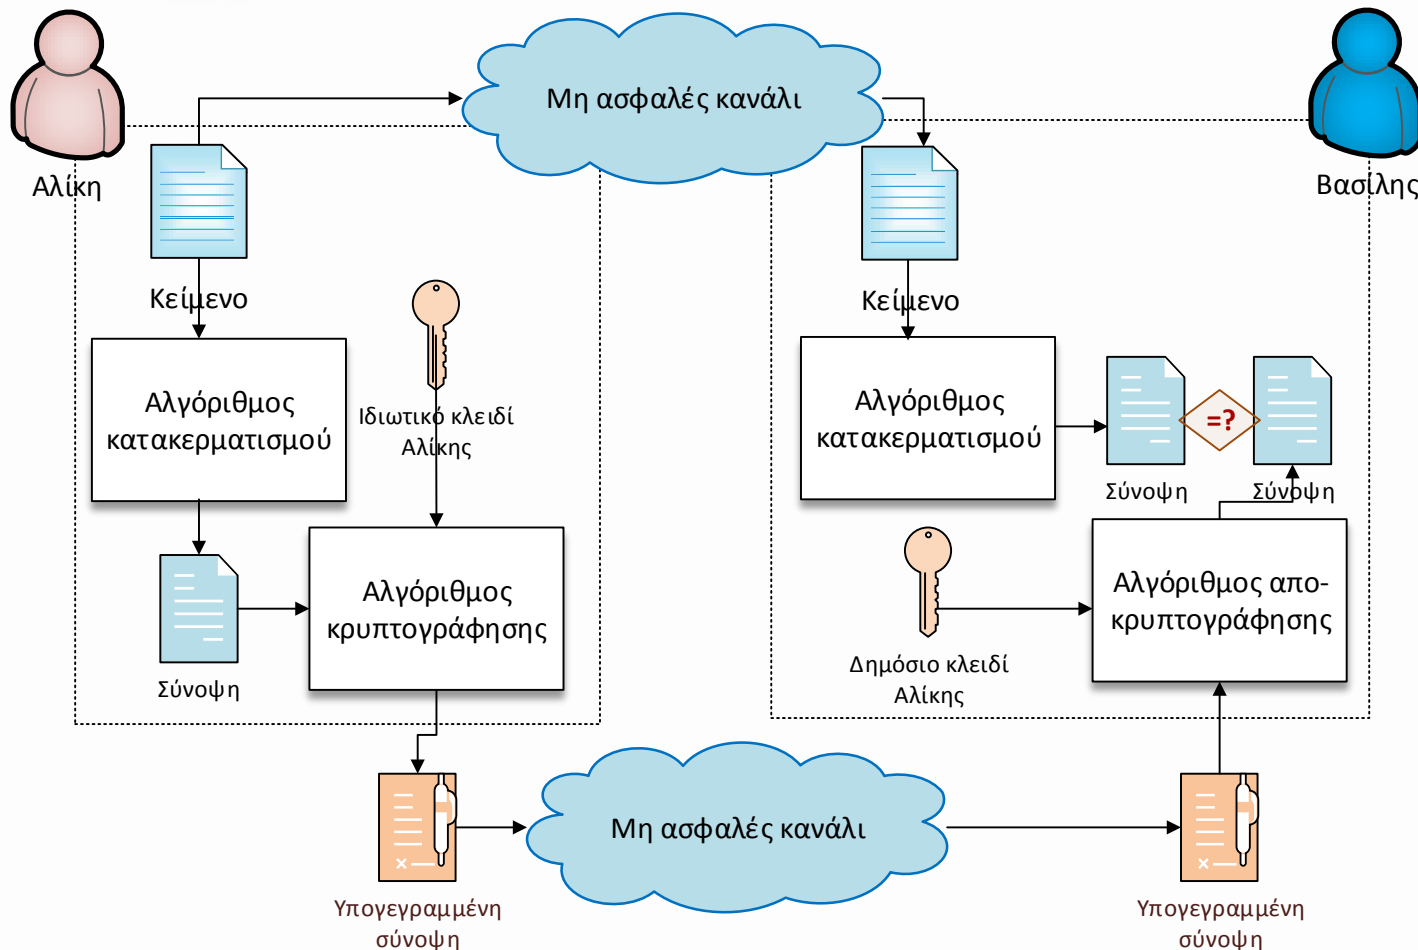 Μη ασφαλές κανάλι
Αλίκη
Βασίλης
Κείμενο
Κείμενο
Αλγόριθμος
κατακερματισμού
Ιδιωτικό κλειδί
Αλίκης
Αλγόριθμος
κατακερματισμού
=?
Σύνοψη
Σύνοψη
Αλγόριθμος
κρυπτογράφησης
Σύνοψη
Αλγόριθμος απο-
κρυπτογράφησης
Δημόσιο κλειδί
Αλίκης
Μη ασφαλές κανάλι
Υπογεγραμμένη
σύνοψη
Υπογεγραμμένη
σύνοψη